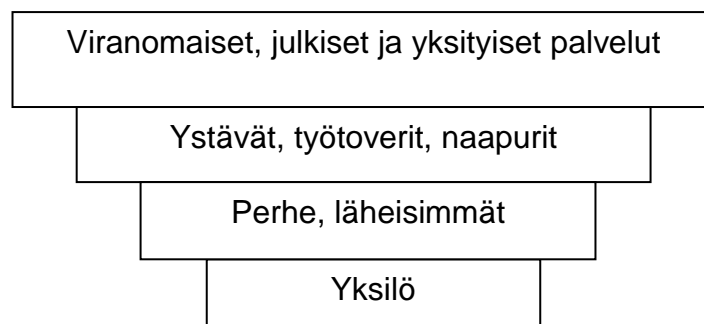 Viranomaiset, julkiset ja yksityiset palvelut
Ystävät, työtoverit, naapurit
Perhe, läheisimmät
Yksilö